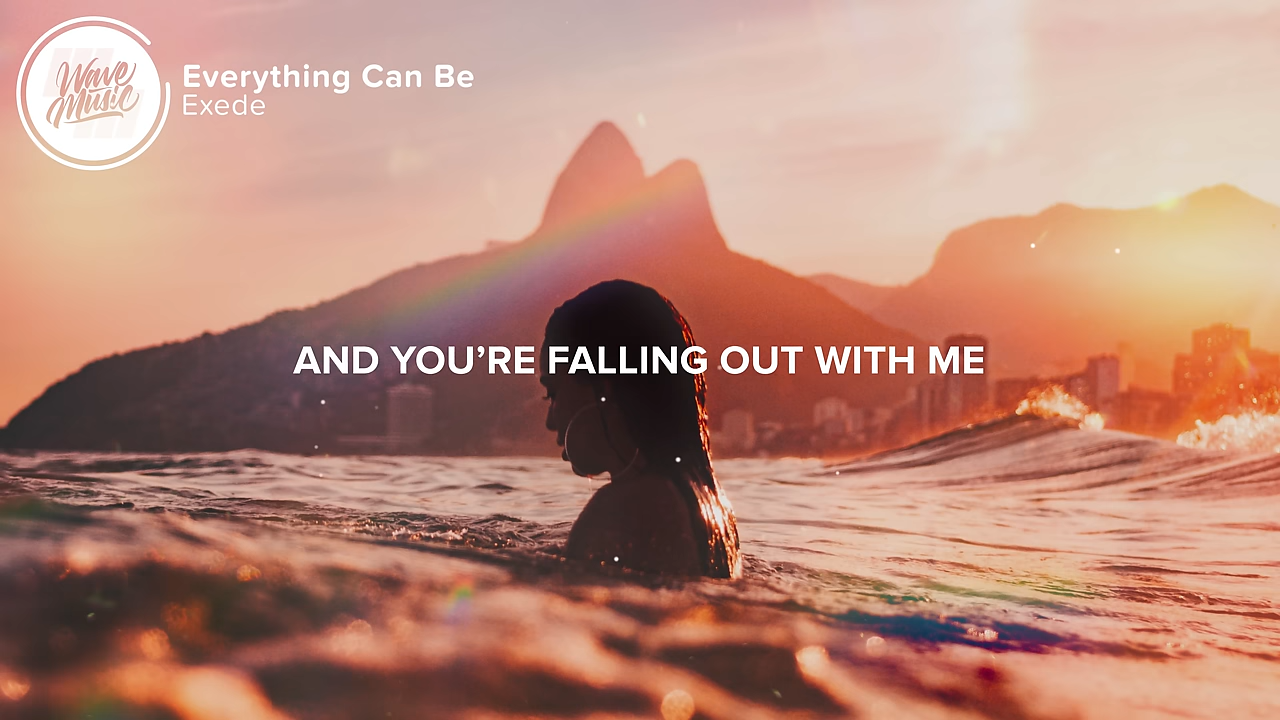 Wave
Music
Everything Can Be
Exede
AND YOU’RE FALLING OUT WITH ME